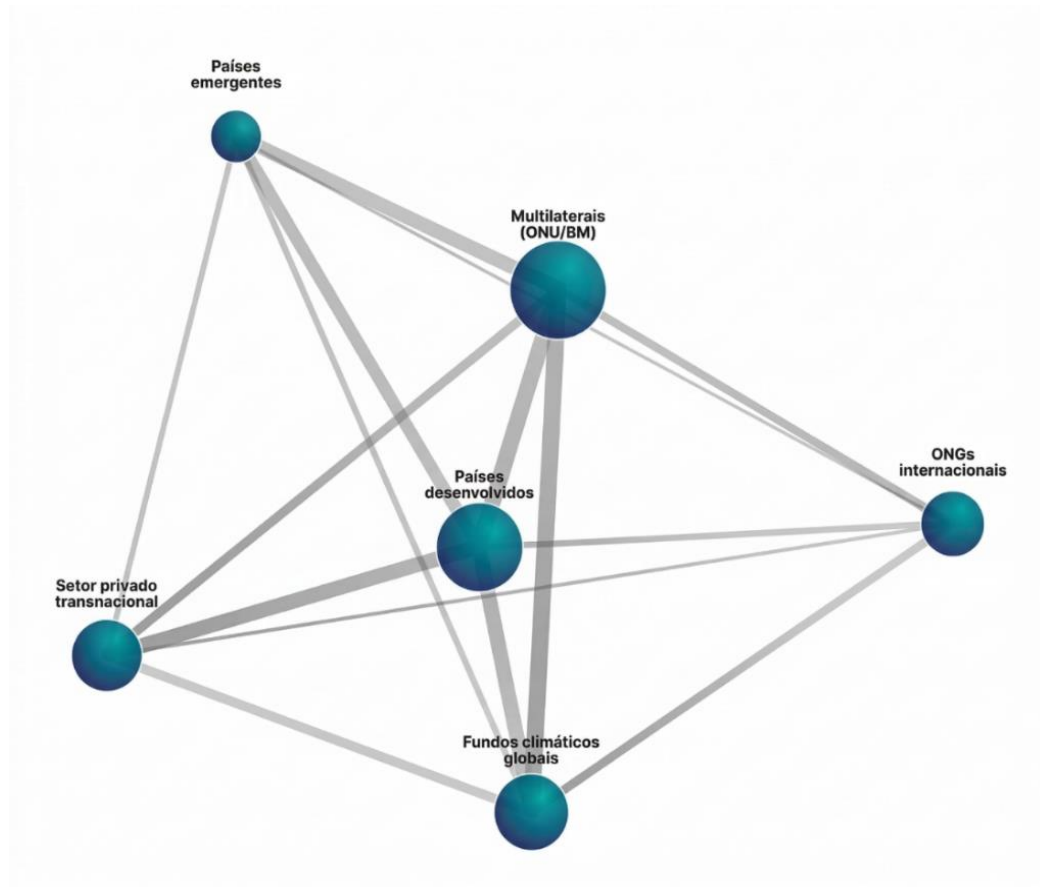 Países
emergentes
Multilaterais
(ONU/BM)
ONGs
internacionais
Países
desenvolvidos
Setor privado
transnacional
Fundos climáticos
globais